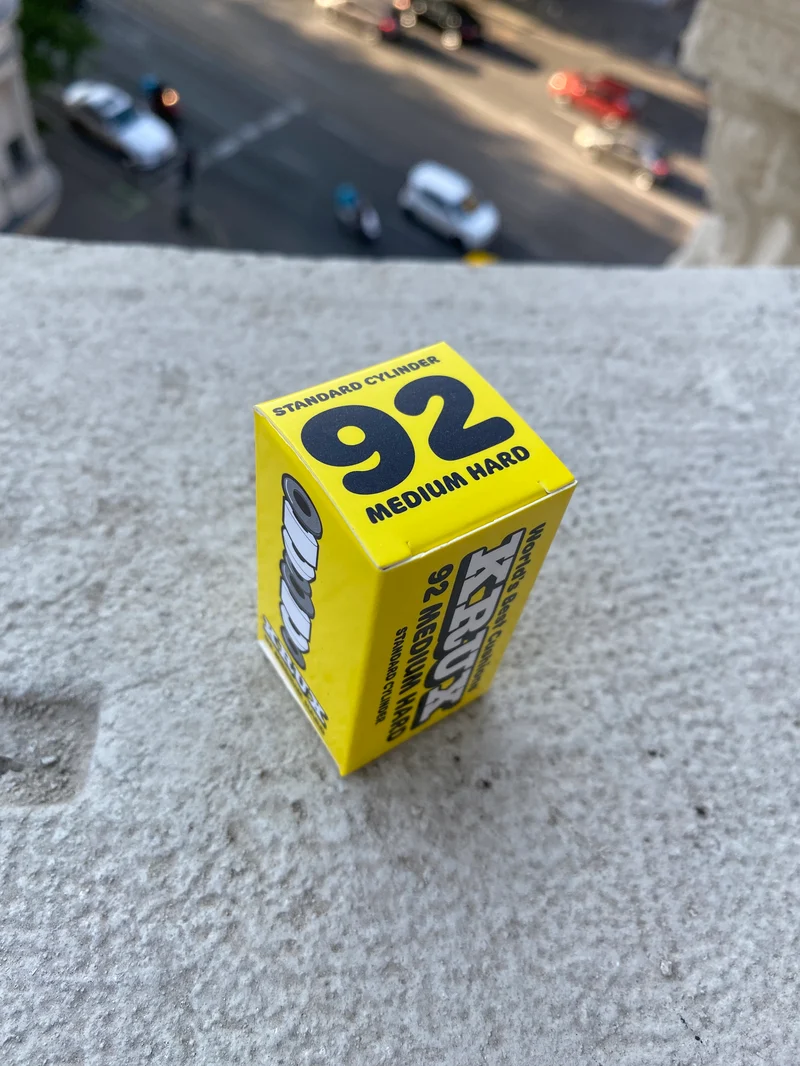 STANDARD CYLINDER
92
MEDIUM HARD
World's Best Cushions
KRUX
92 MEDIUM HARD
STANDARD CYLINDER
KRUX